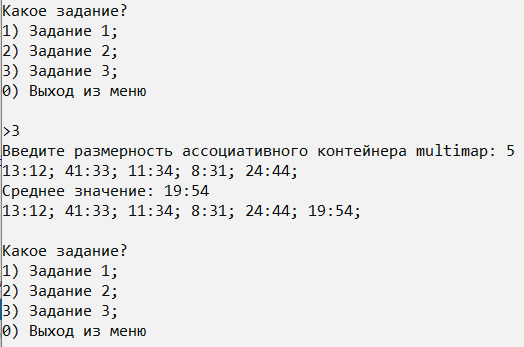 Какое задание?
1) Задание 1;
2) Задание 2;
3) Задание 3;
0) Выход из меню
>3
Введите размерность ассоциативного контейнера multimap: 5
13:12; 41:33; 11:34; 8:31; 24:44;
Среднее значение: 19:54
13:12; 41:33; 11:34; 8:31; 24:44; 19:54;
Какое задание?
1) Задание 1;
2) Задание 2;
3) Задание 3;
0) Выход из меню